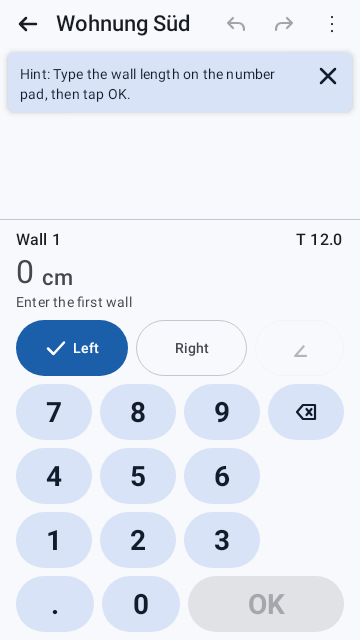 Wohnung Süd
Hint: Type the wall length on the number
pad, then tap OK.
Wall 1
T 12.0
0 cm
Enter the first wall
Left
Right
7 8 9
4 5 6
1 2 3
. 0 OK